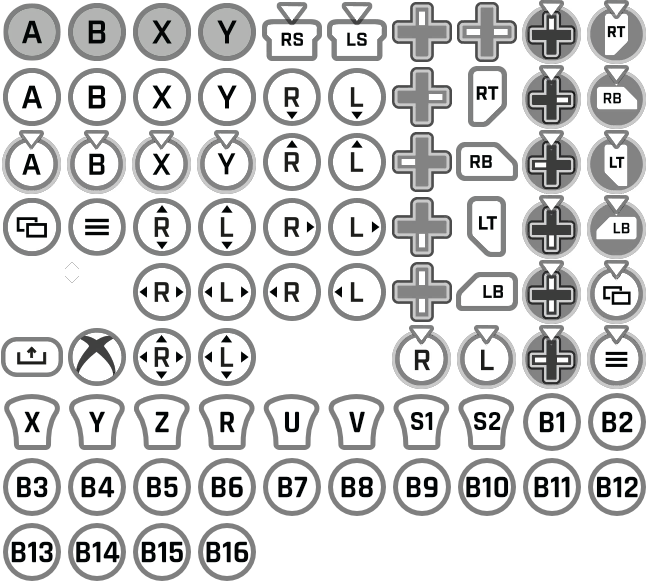 A B X Y RS LS RT
A B X Y R L RT RB
A B X Y R L RB LT
R L R L LT LB
R L R L LB
R L R L
X Y Z R U V S1 S2 B1 B2
B3 B4 B5 B6 B7 B8 B9 B10 B11 B12
B13 B14 B15 B16